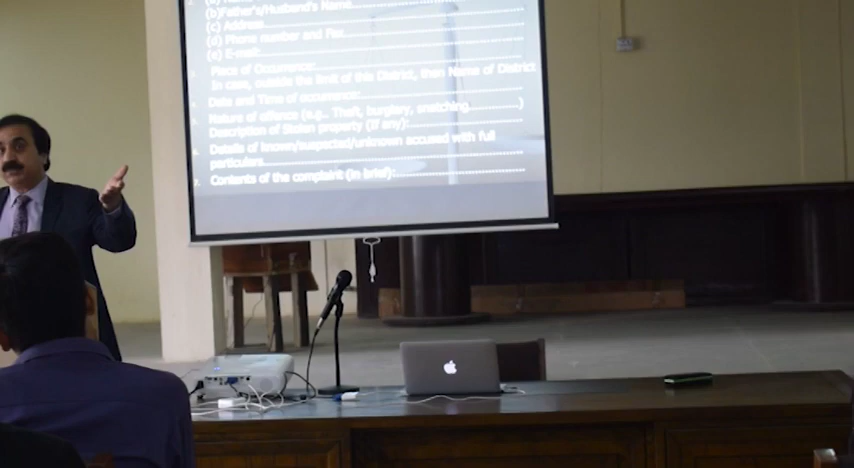 (b)Father's/Husband's Name
(c) Address
(d) Phone number and Fax
(e) E-mail:
Place of Occurrence:
In case, outside the limit of this District, then Name of District
Date and Time of occurrence:
Nature of offence (e.g.. Theft, burglary, snatching..............)
Description of Stolen property (if any):
Details of known/suspected/unknown accused with full
particulars
Contents of the complaint (in brief):